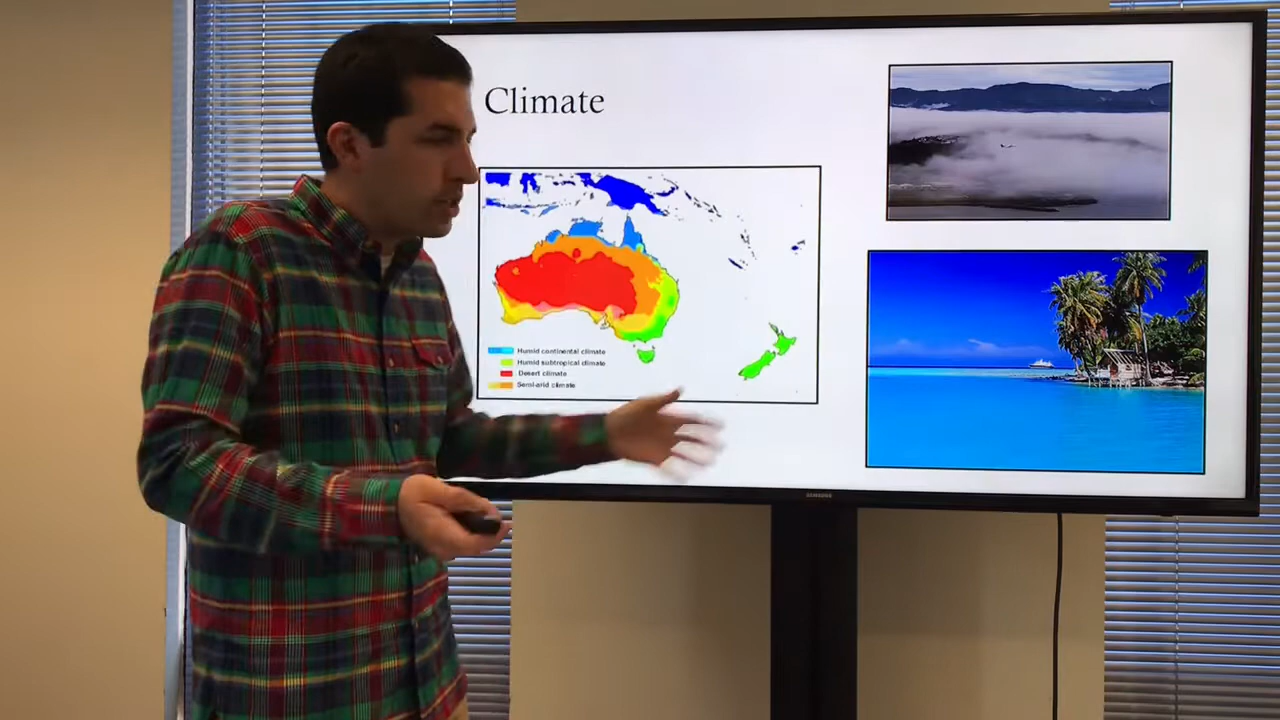 Climate
Humid continental climate
Humid subtropical climate
Desert climate
Semi-arid climate
SAMSUNG